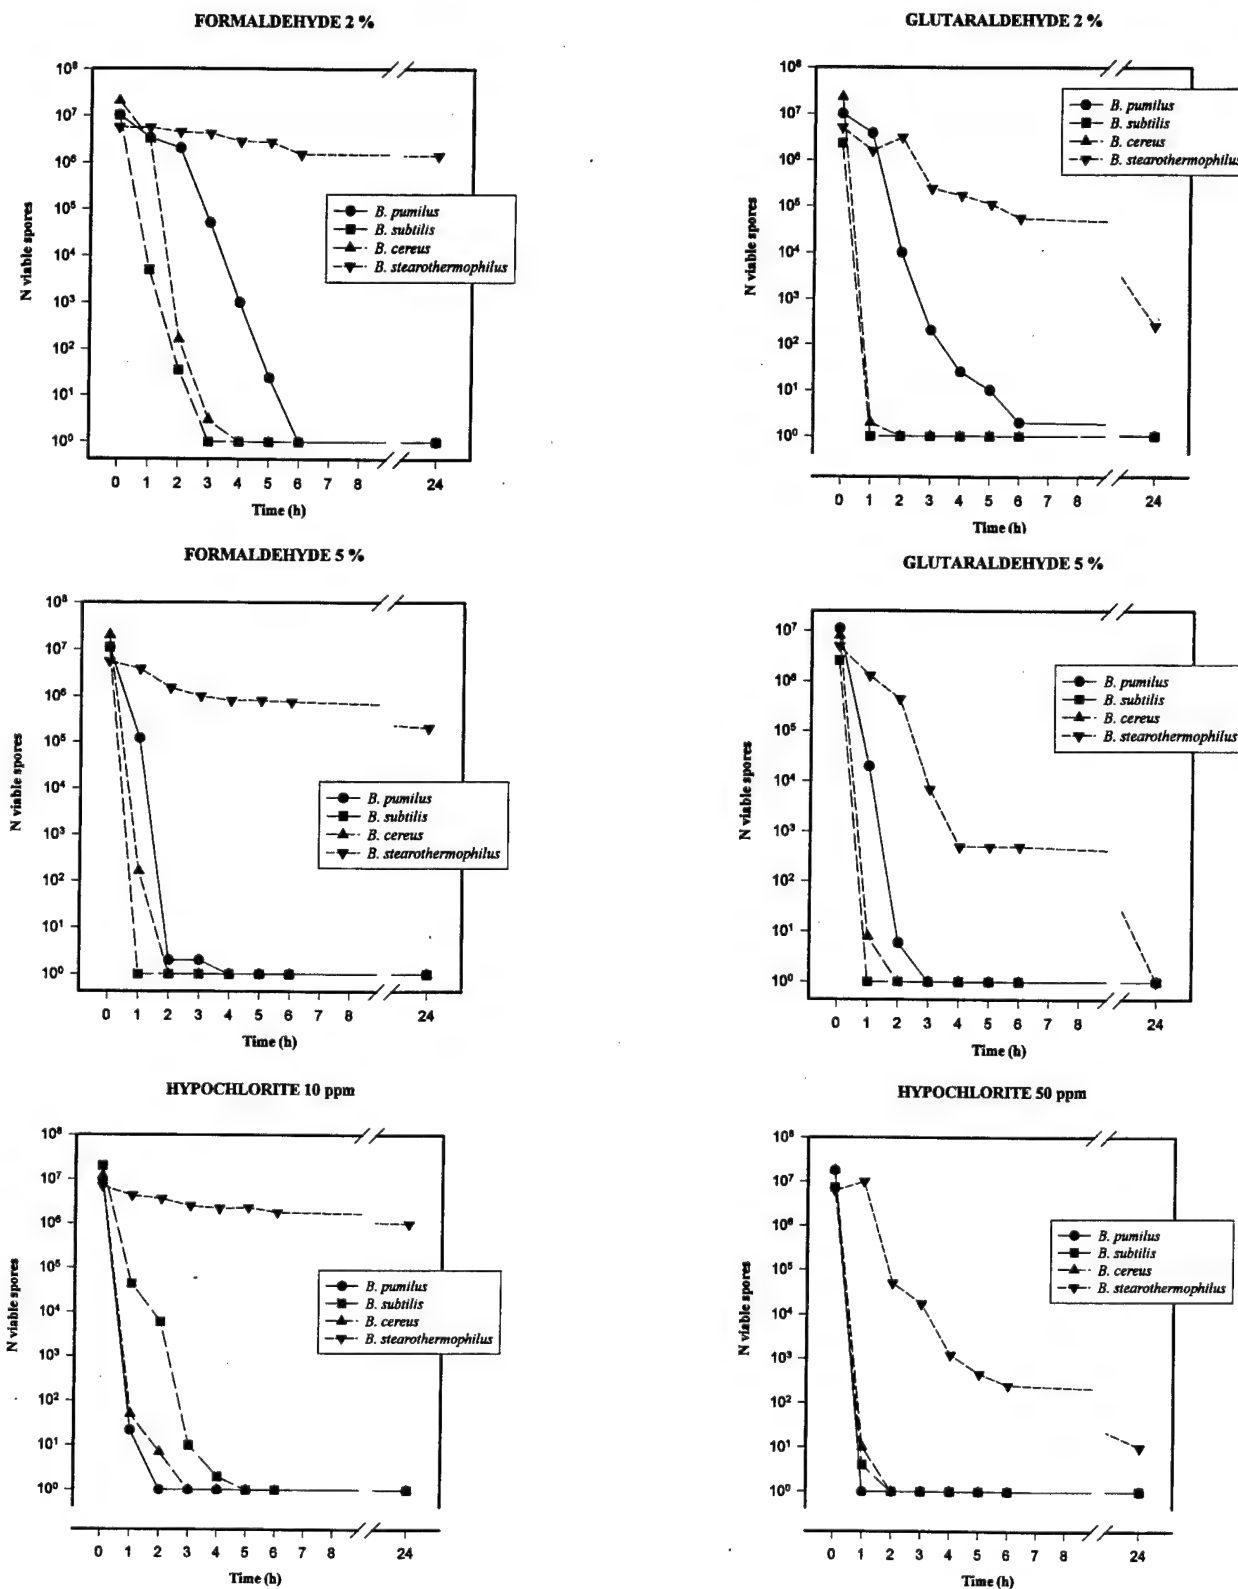 FORMALDEHYDE 2 %
N viable spores
10⁸
10⁷
10⁶
10⁵
10³
10²
10¹
10⁰
B. pumilus
B. subtilis
B. cereus
B. stearothermophilus
0 1 2 3 4 5 6 7 8 24
Time (h)
GLUTARALDEHYDE 2 %
N viable spores
10⁸
10⁷
10⁶
10⁵
10⁴
10³
10²
10¹
10⁰
B. pumilus
B. subtilis
B. cereus
B. stearothermophilus
0 1 2 3 4 5 6 7 8 24
Time (h)
FORMALDEHYDE 5 %
N viable spores
10⁸
10⁷
10⁶
10⁵
10⁴
10³
10²
10¹
10⁰
B. pumilus
B. subtilis
B. cereus
B. stearothermophilus
0 1 2 3 4 5 6 7 8 24
Time (h)
GLUTARALDEHYDE 5 %
N viable spores
10⁷
10⁶
10⁵
10⁴
10³
10²
10¹
10⁰
B. pumilus
B. subtilis
B. cereus
B. stearothermophilus
0 1 2 3 4 5 6 7 8 24
Time (h)
HYPOCHLORITE 10 ppm
N viable spores
10⁸
10⁷
10⁶
10⁵
10⁴
10³
10²
10¹
10⁰
B. pumilus
B. subtilis
B. cereus
B. stearothermophilus
0 1 2 3 4 5 6 7 8 24
Time (h)
HYPOCHLORITE 50 ppm
N viable spores
10⁸
10⁷
10⁶
10⁵
10⁴
10³
10²
10¹
10⁰
B. pumilus
B. subtilis
B. cereus
B. stearothermophilus
0 1 2 3 4 5 6 7 8 24
Time (h)